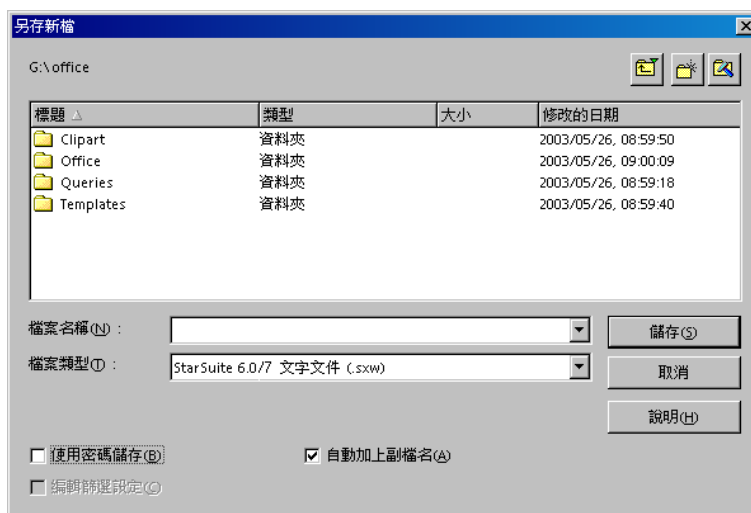 另存新檔
G:\office
標題 類型 大小 修改的日期
Clipart 資料夾 2003/05/26, 08:59:50
Office 資料夾 2003/05/26, 09:00:09
Queries 資料夾 2003/05/26, 08:59:18
Templates 資料夾 2003/05/26, 08:59:40
檔案名稱(N)： 儲存(S)
檔案類型(T)： StarSuite 6.0/7 文字文件 (.sxw) 取消
說明(H)
使用密碼儲存(B) 自動加上副檔名(A)
編輯篩選設定(C)